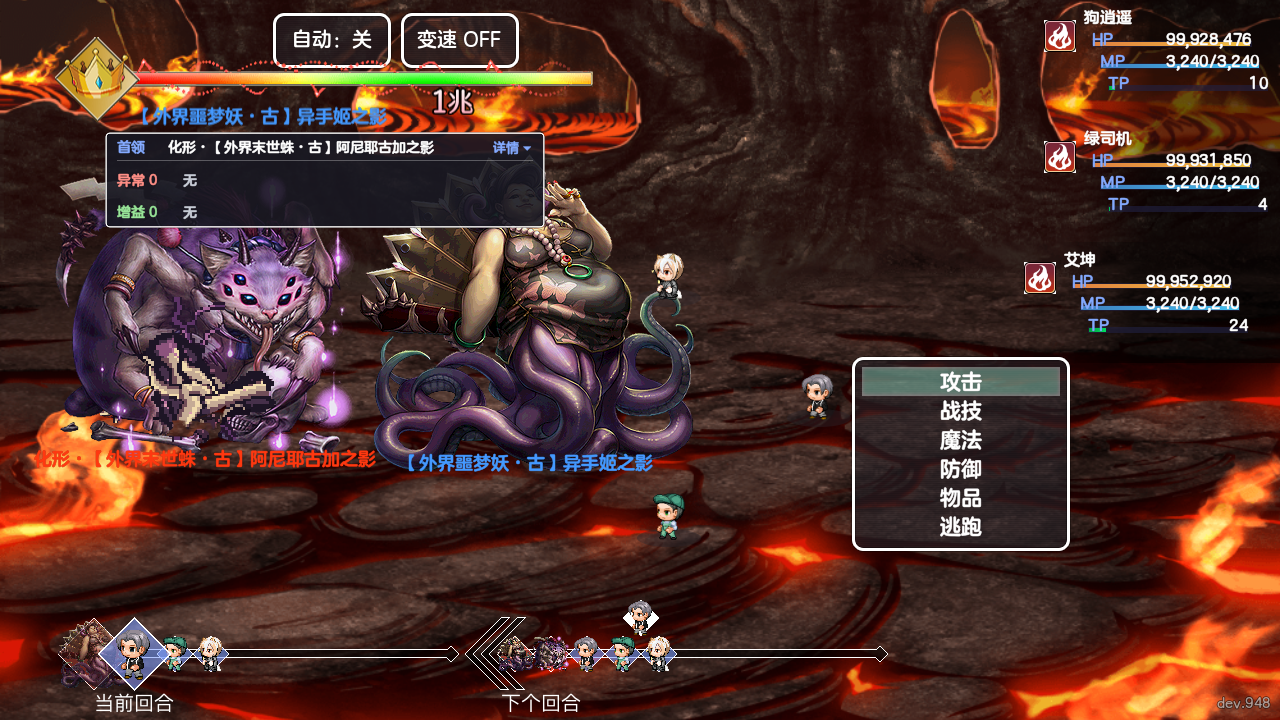 自动：关
变速 OFF
1兆
【外界噩梦妖·古】异手姬之影
首领 化形·【外界末世蛛·古】阿尼耶古加之影 详情
异常 0 无
增益 0 无
狗逍遥
HP 99,928,476
MP 3,240/3,240
TP 10
绿司机
HP 99,931,850
MP 3,240/3,240
TP 4
艾坤
HP 99,952,920
MP 3,240/3,240
TP 24
攻击
战技
魔法
防御
物品
逃跑
化形·【外界末世蛛·古】阿尼耶古加之影
【外界噩梦妖·古】异手姬之影
当前回合
下个回合
dev.948